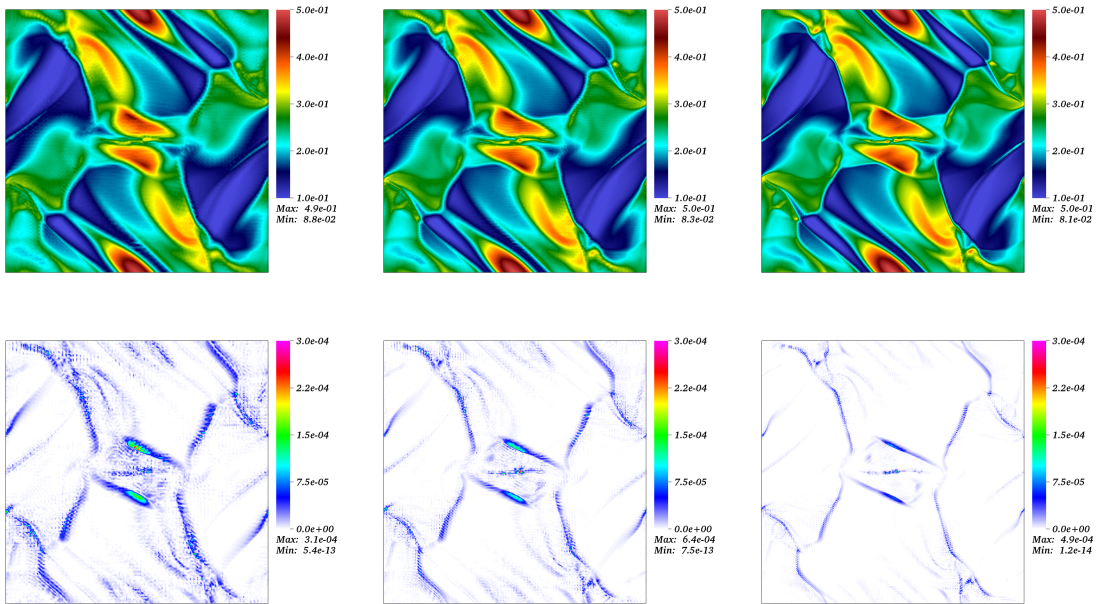 5.0e-01
4.0e-01
3.0e-01
2.0e-01
1.0e-01
Max: 4.9e-01
Min: 8.8e-02
5.0e-01
4.0e-01
3.0e-01
2.0e-01
1.0e-01
Max: 5.0e-01
Min: 8.3e-02
5.0e-01
4.0e-01
3.0e-01
2.0e-01
1.0e-01
Max: 5.0e-01
Min: 8.1e-02
3.0e-04
2.2e-04
1.5e-04
7.5e-05
0.0e+00
Max: 3.1e-04
Min: 5.4e-13
3.0e-04
2.2e-04
1.5e-04
7.5e-05
0.0e+00
Max: 6.4e-04
Min: 7.5e-13
3.0e-04
2.2e-04
1.5e-04
7.5e-05
0.0e+00
Max: 4.9e-04
Min: 1.2e-14